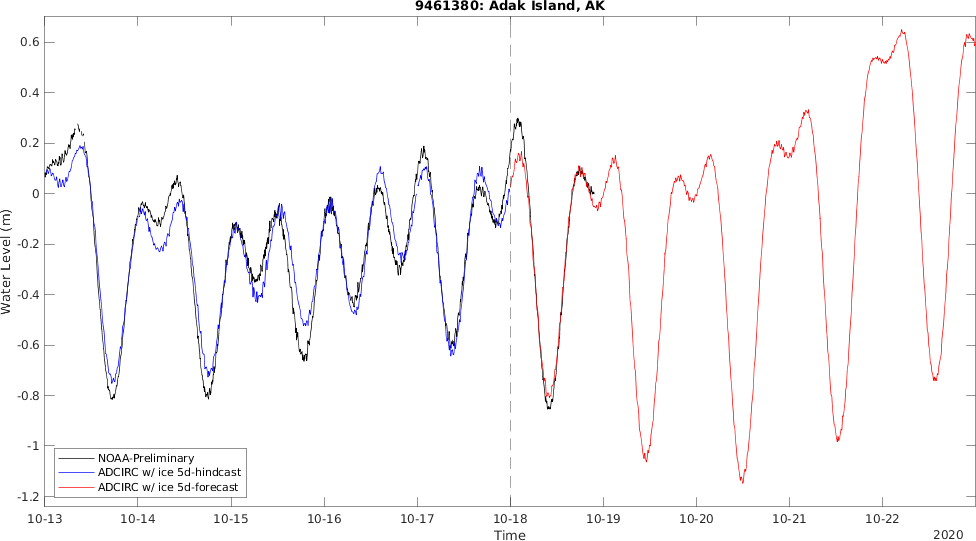 9461380: Adak Island, AK
Water Level (m)
0.6
0.4
0.2
0
-0.2
-0.4
-0.6
-0.8
-1
-1.2
NOAA-Preliminary
ADCIRC w/ ice 5d-hindcast
ADCIRC w/ ice 5d-forecast
10-13 10-14 10-15 10-16 10-17 10-18 10-19 10-20 10-21 10-22
Time
2020